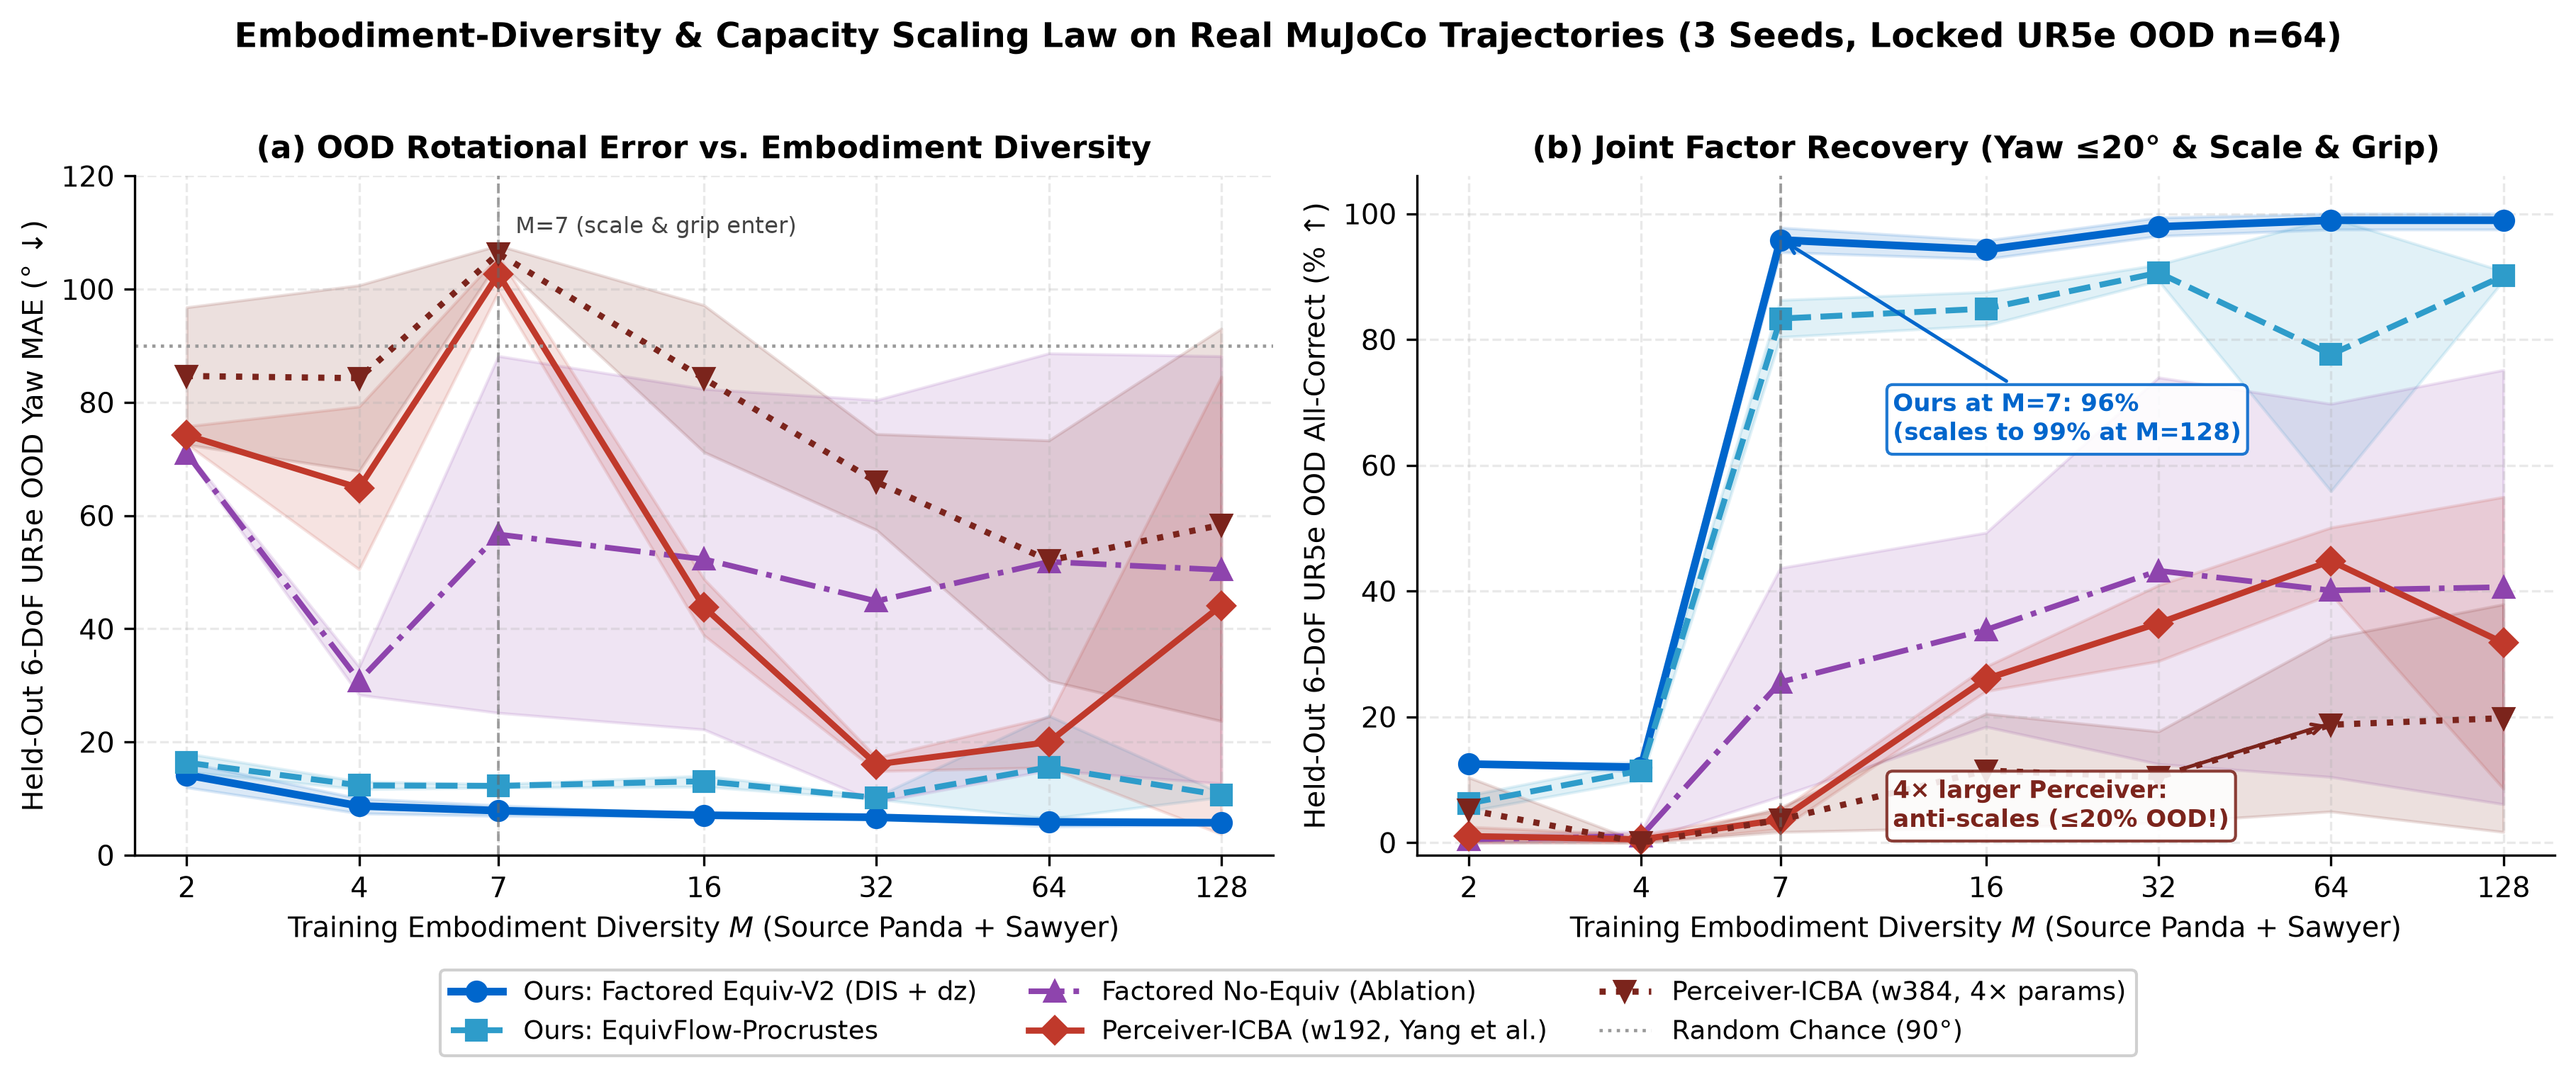 Embodiment-Diversity & Capacity Scaling Law on Real MuJoCo Trajectories (3 Seeds, Locked UR5e OOD n=64)
(a) OOD Rotational Error vs. Embodiment Diversity
Held-Out 6-DoF UR5e OOD Yaw MAE (° ↓)
120
100
80
60
40
20
0
M=7 (scale & grip enter)
2 4 7 16 32 64 128
Training Embodiment Diversity M (Source Panda + Sawyer)
(b) Joint Factor Recovery (Yaw ≤20° & Scale & Grip)
Held-Out 6-DoF UR5e OOD All-Correct (% ↑)
100
80
60
40
20
0
Ours at M=7: 96%
(scales to 99% at M=128)
4× larger Perceiver:
anti-scales (≤20% OOD!)
2 4 7 16 32 64 128
Training Embodiment Diversity M (Source Panda + Sawyer)
Ours: Factored Equiv-V2 (DIS + dz)
Ours: EquivFlow-Procrustes
Factored No-Equiv (Ablation)
Perceiver-ICBA (w192, Yang et al.)
Perceiver-ICBA (w384, 4× params)
Random Chance (90°)